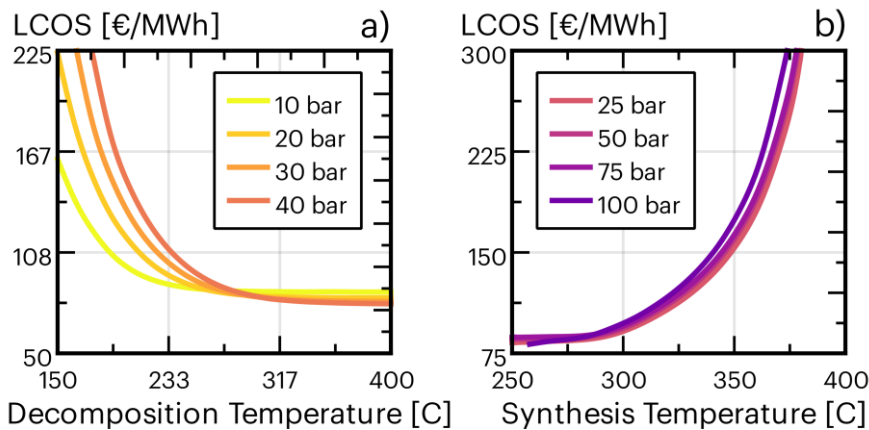 LCOS [€/MWh] a)
225
167
108
50
10 bar
20 bar
30 bar
40 bar
150 233 317 400
Decomposition Temperature [C]
LCOS [€/MWh] b)
300
225
150
75
25 bar
50 bar
75 bar
100 bar
250 300 350 400
Synthesis Temperature [C]